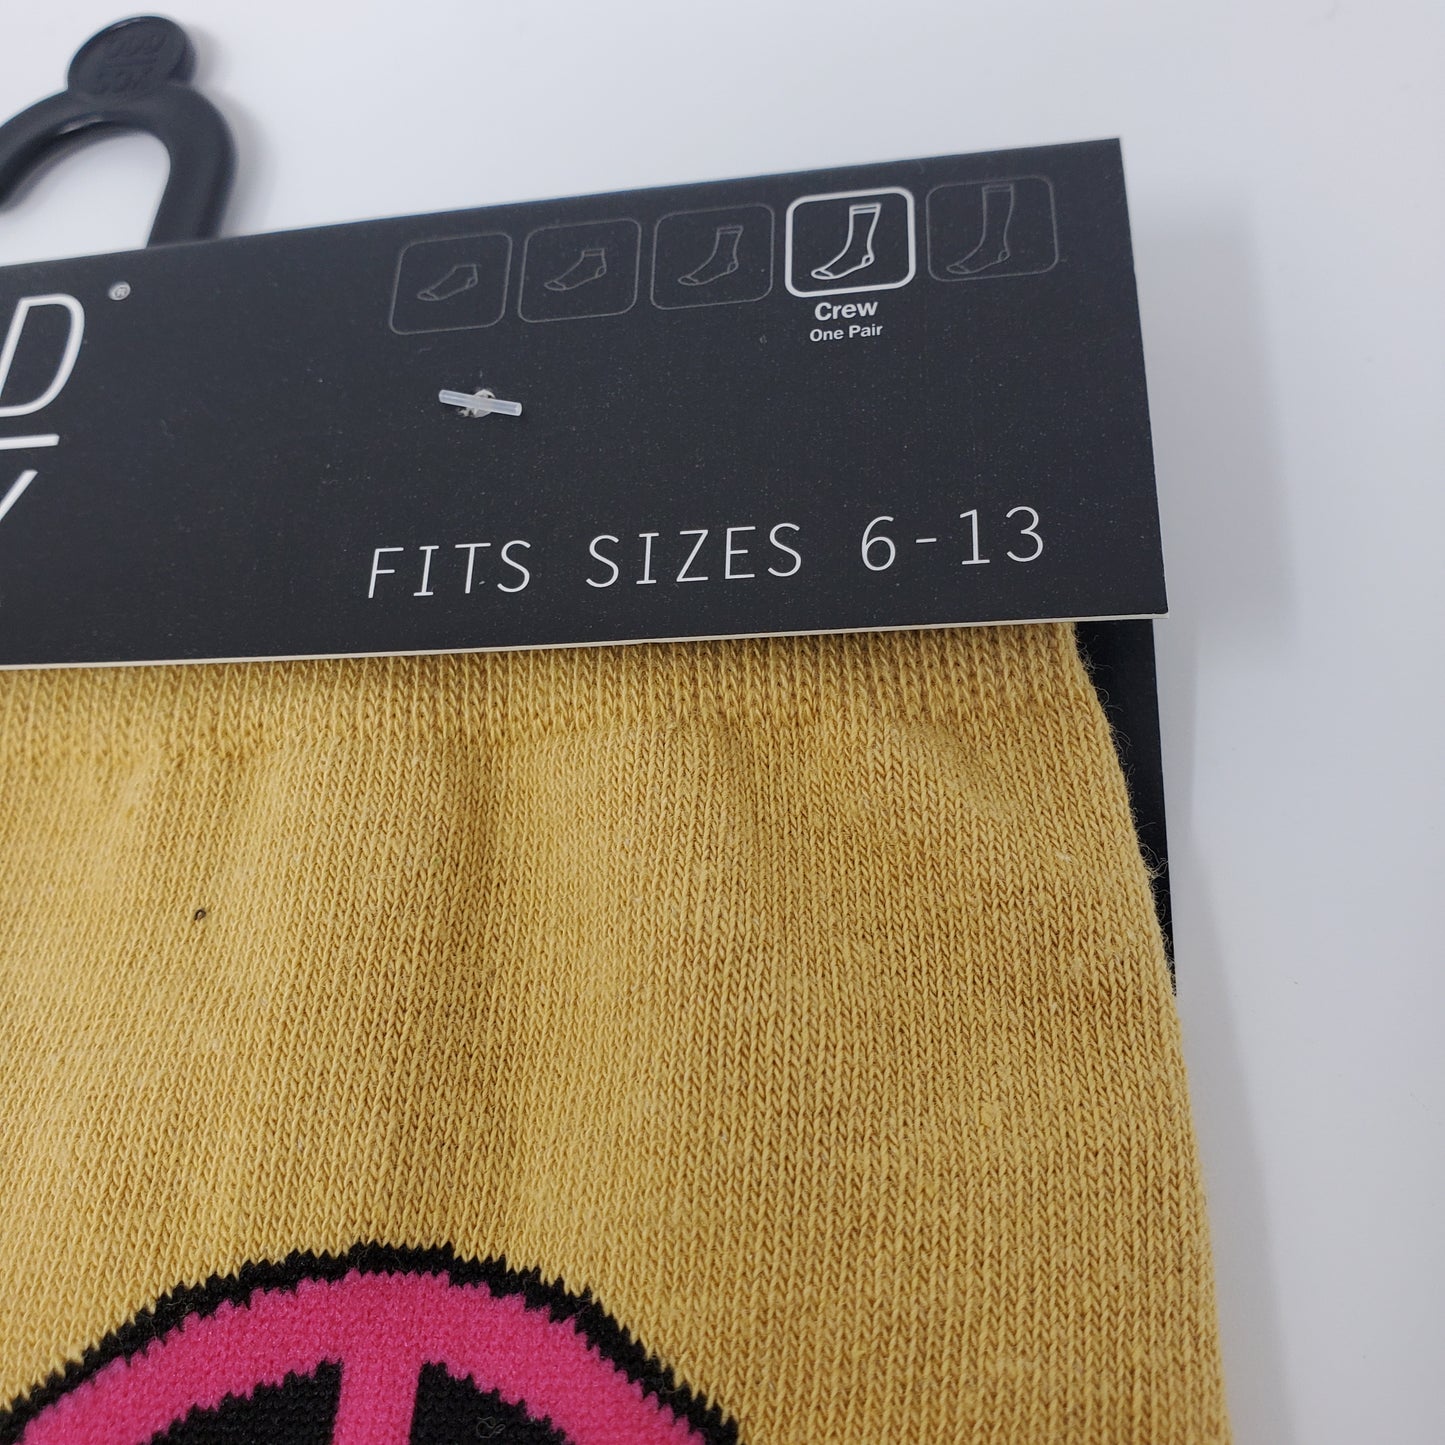 D®
Crew
One Pair
FITS SIZES 6-13